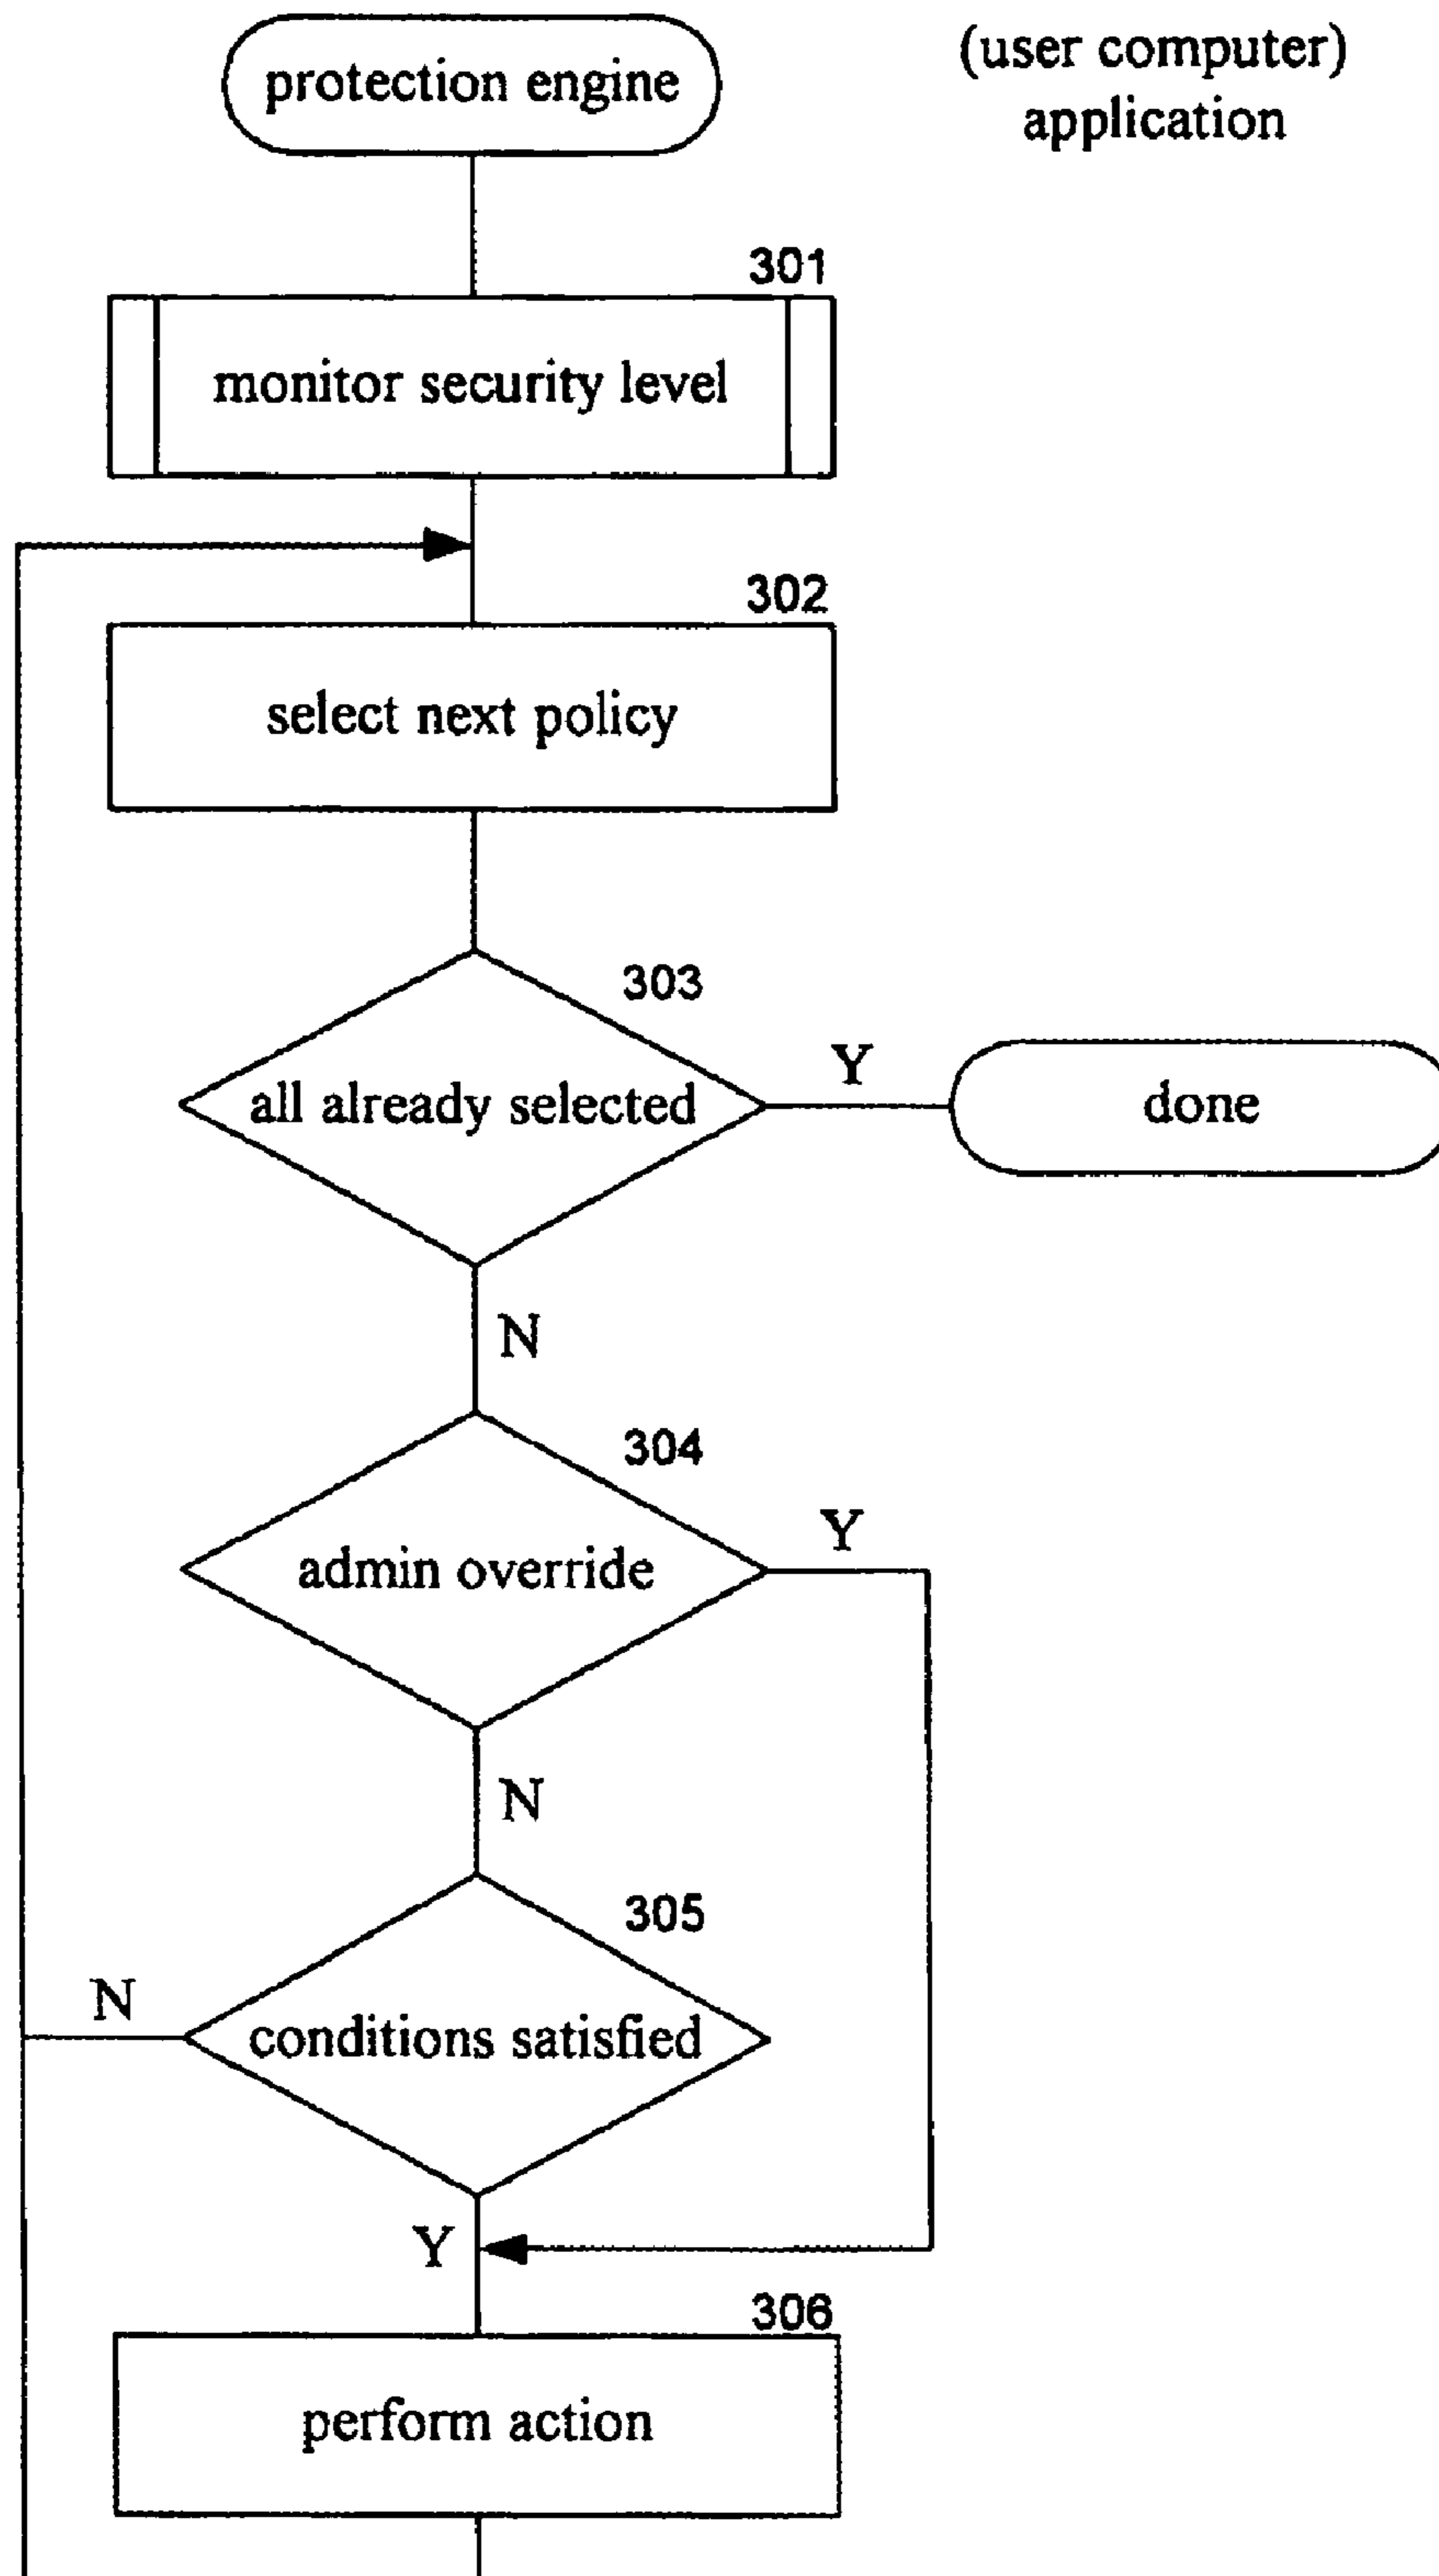 protection engine
(user computer)
application
301
monitor security level
302
select next policy
303
all already selected
Y
done
N
304
admin override
Y
N
305
conditions satisfied
N
Y
306
perform action